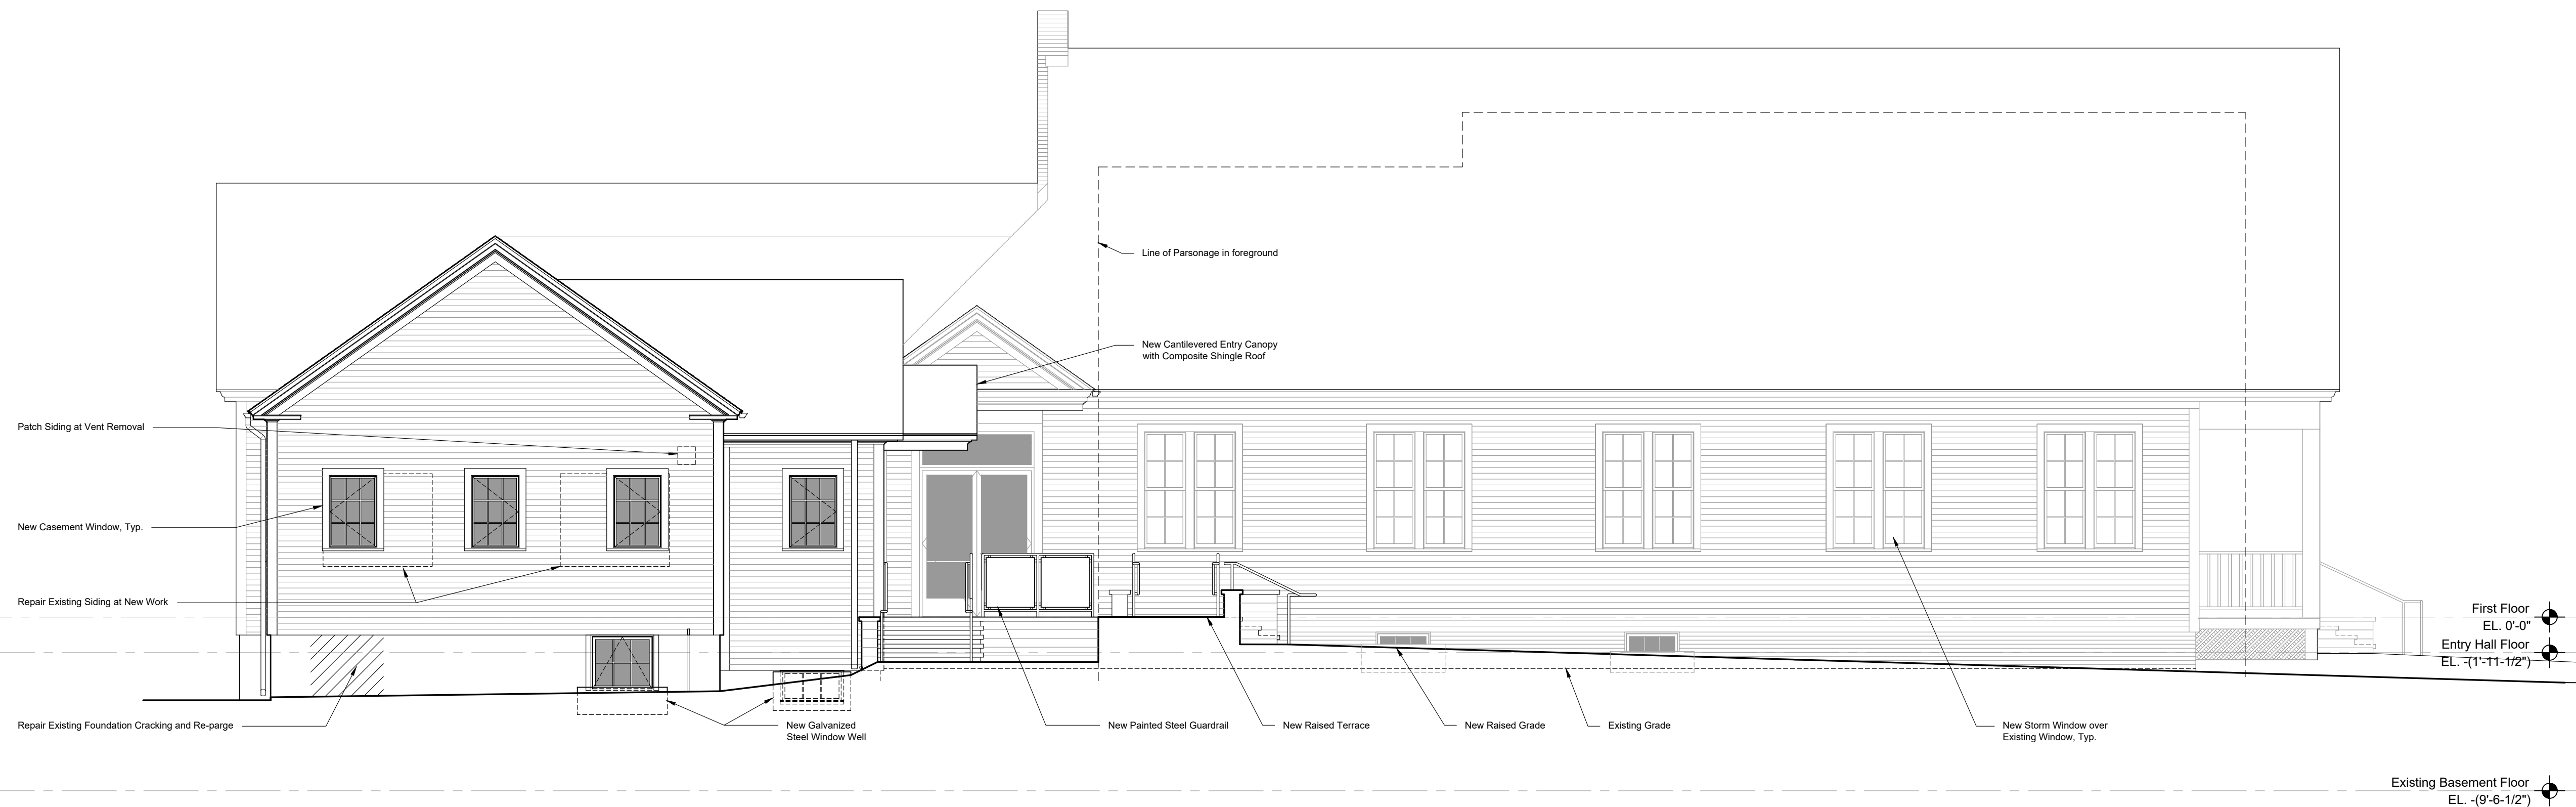 Line of Parsonage in foreground
New Cantilevered Entry Canopy
with Composite Shingle Roof
Patch Siding at Vent Removal
New Casement Window, Typ.
Repair Existing Siding at New Work
First Floor
EL. 0'-0"
Entry Hall Floor
EL. -(1'-11-1/2")
Repair Existing Foundation Cracking and Re-parge
New Galvanized
Steel Window Well
New Painted Steel Guardrail
New Raised Terrace
New Raised Grade
Existing Grade
New Storm Window over
Existing Window, Typ.
Existing Basement Floor
EL. -(9'-6-1/2")